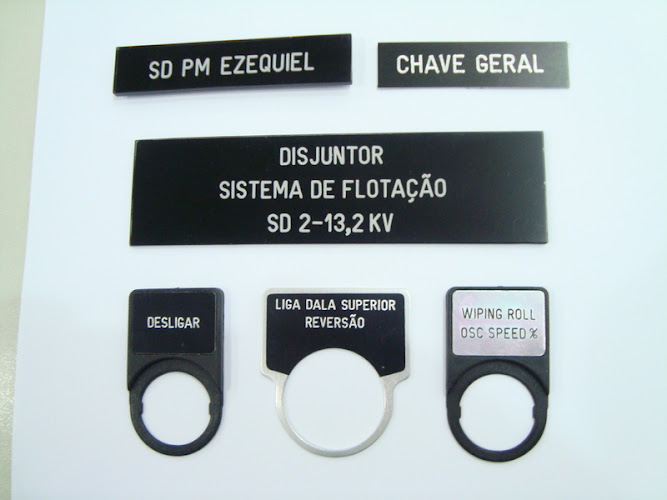 SD PM EZEQUIEL
CHAVE GERAL
DISJUNTOR
SISTEMA DE FLOTAÇÃO
SD 2-13,2 KV
DESLIGAR
LIGA DALA SUPERIOR
REVERSÃO
WIPING ROLL
OSC SPEED %